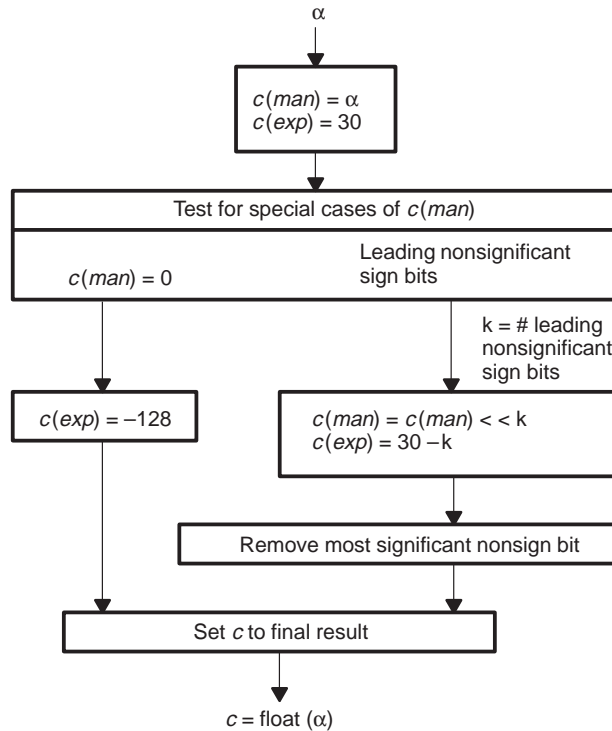 α
c(man) = α
c(exp) = 30
Test for special cases of c(man)
c(man) = 0
Leading nonsignificant
sign bits
k = # leading
nonsignificant
sign bits
c(exp) = –128
c(man) = c(man) < < k
c(exp) = 30 – k
Remove most significant nonsign bit
Set c to final result
c = float (α)